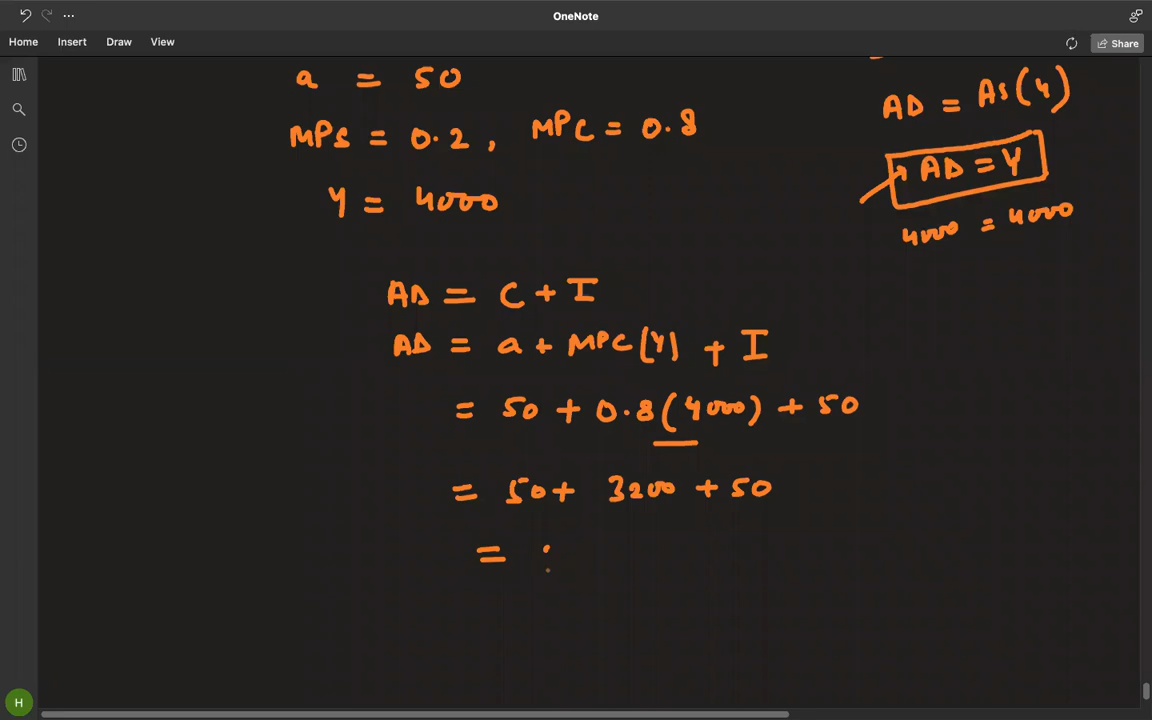 OneNote
Home Insert Draw View
Share
a = 50
MPS = 0.2, MPC = 0.8
Y = 4000
AD = AS(Y)
AD = Y
4000 = 4000
AD = C + I
AD = a + MPC(Y) + I
= 50 + 0.8(4000) + 50
= 50 + 3200 + 50
= :
H